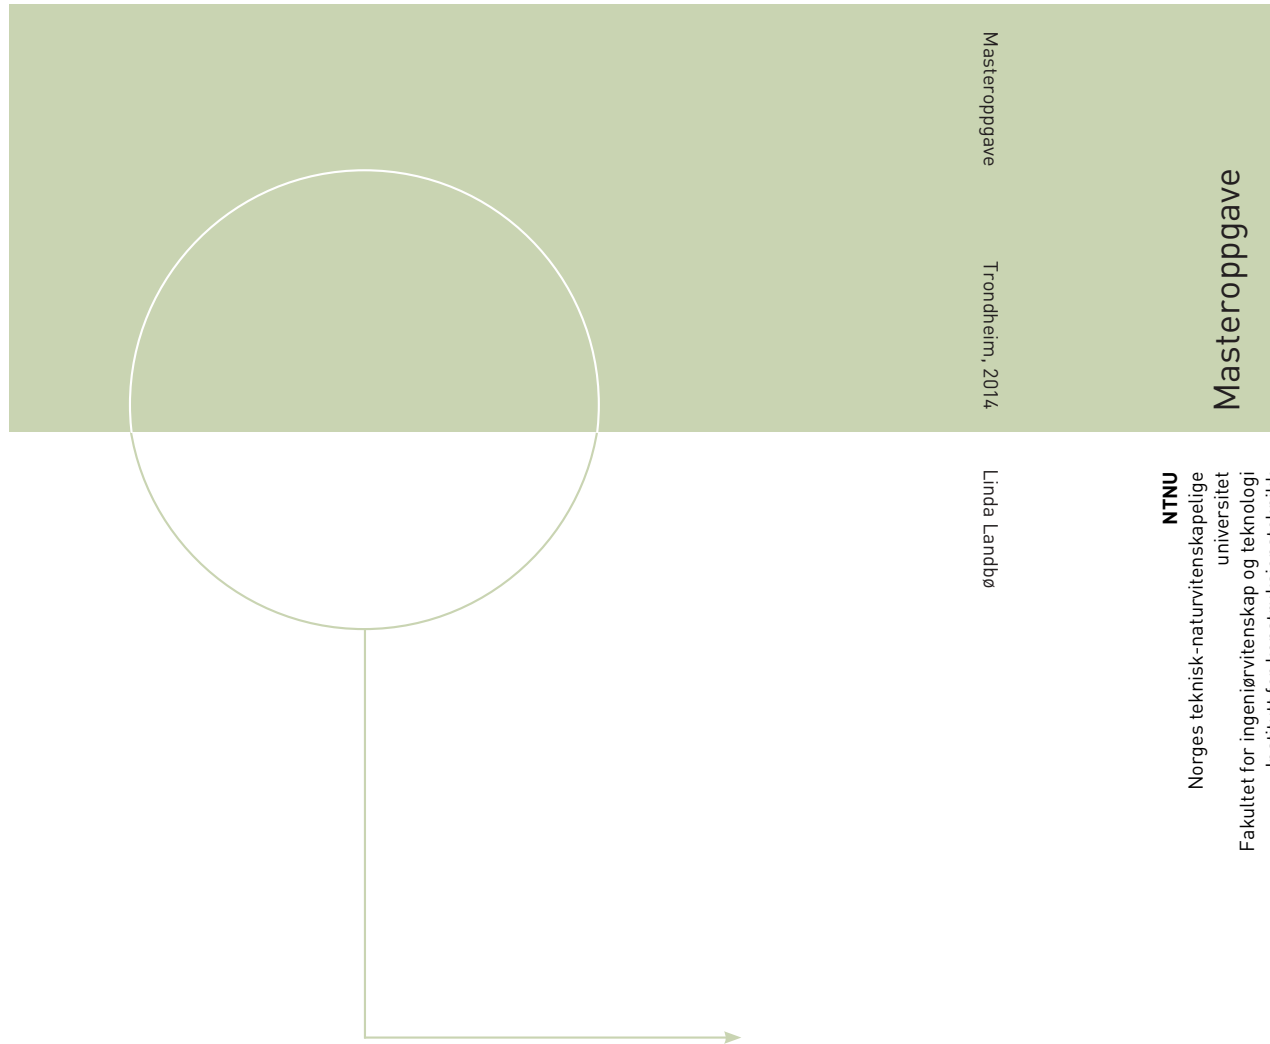 Masteroppgave
Trondheim, 2014
Linda Landbø
Masteroppgave
NTNU
Norges teknisk-naturvitenskapelige
universitet
Fakultet for ingeniørvitenskap og teknologi